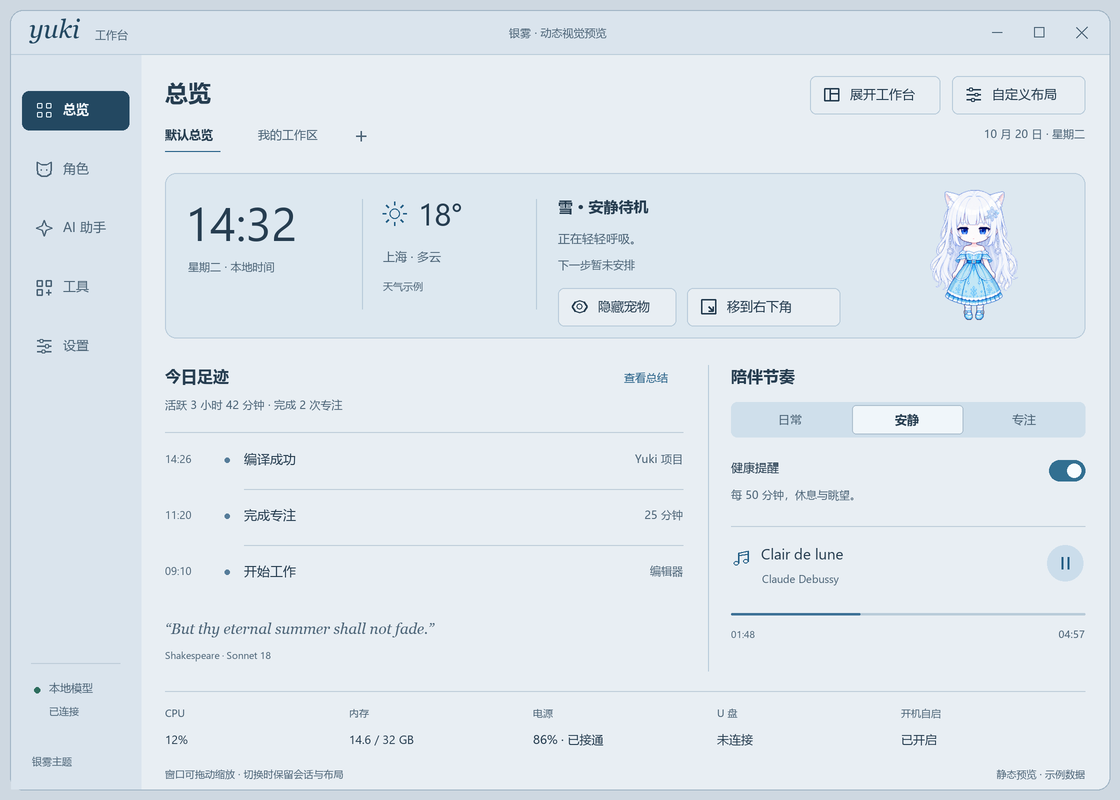 yuki 工作台
银雾 · 动态视觉预览
总览
角色
AI 助手
工具
设置
本地模型
已连接
银雾主题
总览
展开工作台
自定义布局
默认总览
我的工作区
10 月 20 日 · 星期二
14:32
星期二 · 本地时间
18°
上海 · 多云
天气示例
雪 · 安静待机
正在轻轻呼吸。
下一步暂未安排
隐藏宠物
移到右下角
今日足迹
查看总结
活跃 3 小时 42 分钟 · 完成 2 次专注
14:26 编译成功 Yuki 项目
11:20 完成专注 25 分钟
09:10 开始工作 编辑器
“But thy eternal summer shall not fade.”
Shakespeare · Sonnet 18
陪伴节奏
日常 安静 专注
健康提醒
每 50 分钟，休息与眺望。
Clair de lune
Claude Debussy
01:48 04:57
CPU 内存 电源 U 盘 开机自启
12% 14.6 / 32 GB 86% · 已接通 未连接 已开启
窗口可拖动缩放 · 切换时保留会话与布局
静态预览 · 示例数据